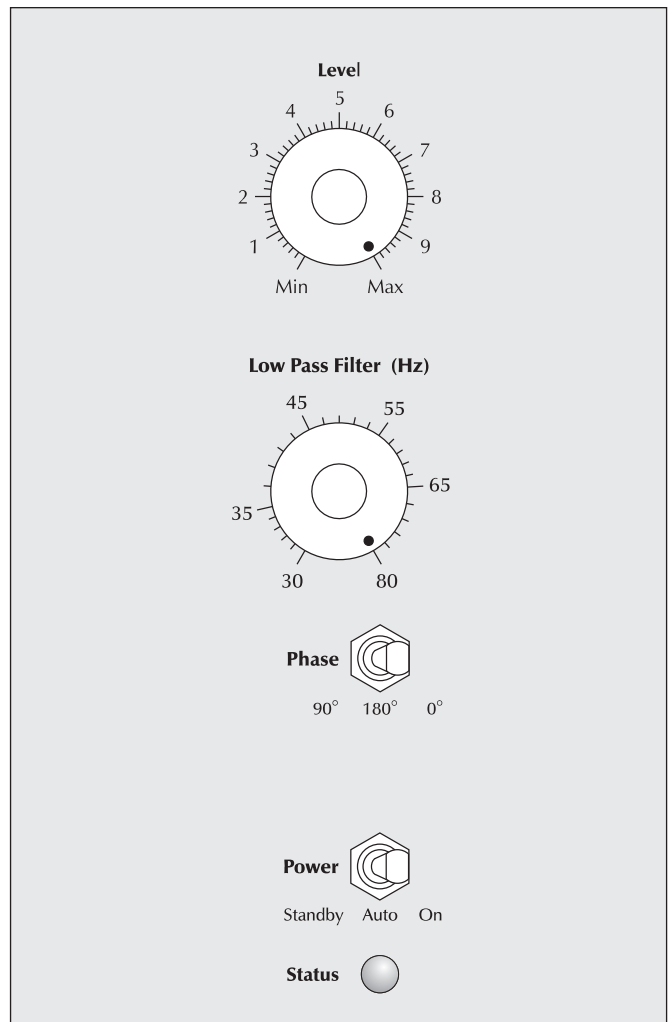 Level
5
4 6
3 7
2 8
1 9
Min Max
Low Pass Filter (Hz)
45 55
65
35
30 80
Phase
90° 180° 0°
Power
Standby Auto On
Status